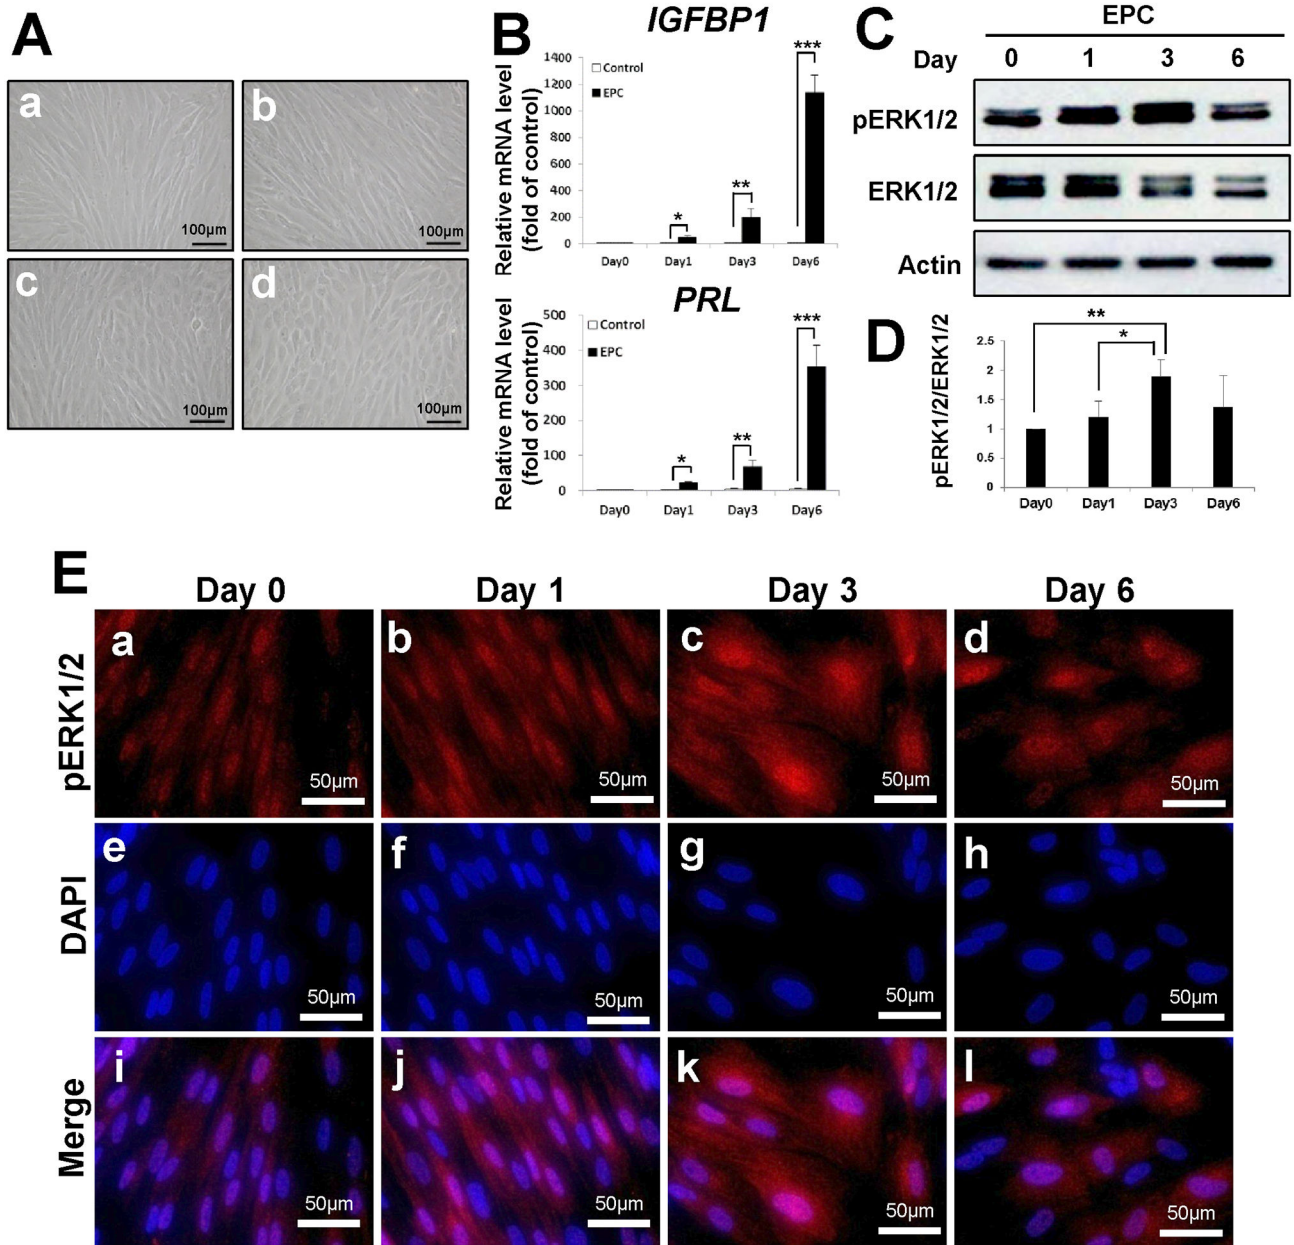 A
a
b
100µm
100µm
c
d
100µm
100µm
B
IGFBP1
Relative mRNA level
(fold of control)
1400
1200
1000
800
600
400
200
0
Control
EPC
*
**
***
Day0
Day1
Day3
Day6
PRL
Relative mRNA level
(fold of control)
500
400
300
200
100
0
Control
EPC
*
**
***
Day0
Day1
Day3
Day6
C
EPC
Day 0 1 3 6
pERK1/2
ERK1/2
Actin
D
pERK1/2/ERK1/2
2.5
2
1.5
1
0.5
0
**
*
Day0
Day1
Day3
Day6
E
Day 0
Day 1
Day 3
Day 6
pERK1/2
a
b
c
d
50µm
50µm
50µm
50µm
DAPI
e
f
g
h
50µm
50µm
50µm
50µm
Merge
i
j
k
l
50µm
50µm
50µm
50µm